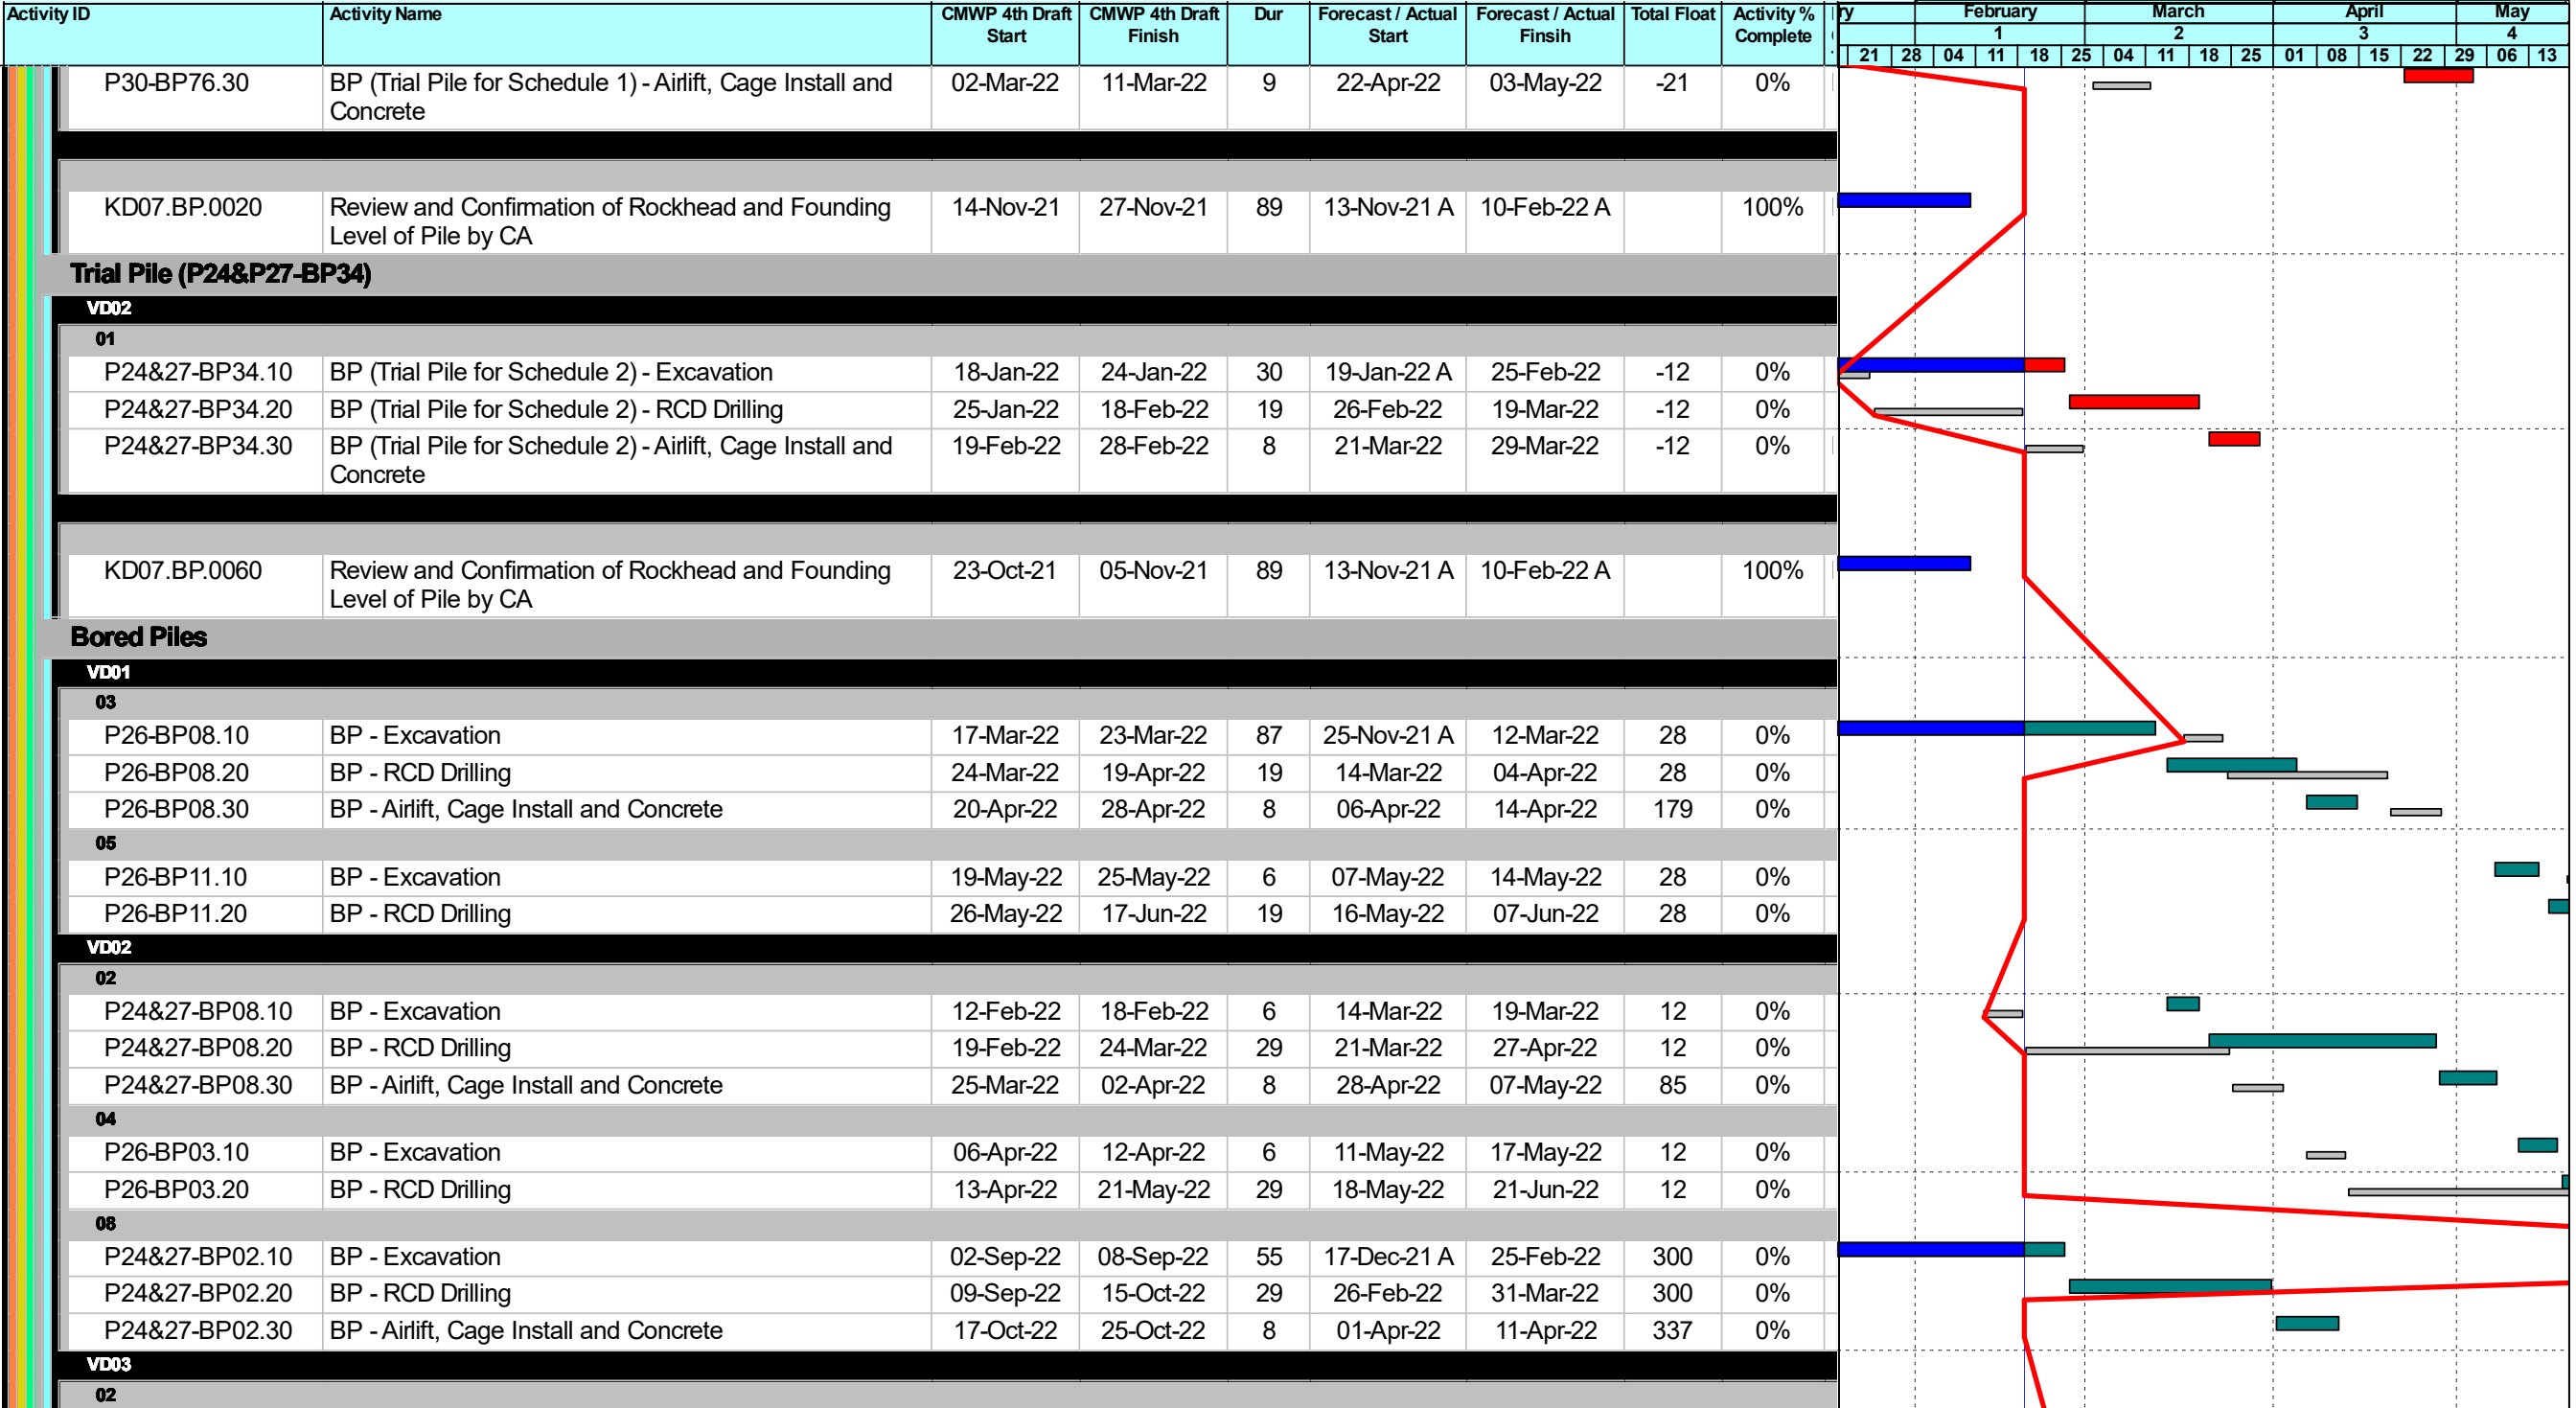 Activity ID Activity Name CMWP 4th Draft Start CMWP 4th Draft Finish Dur Forecast / Actual Start Forecast / Actual Finsih Total Float Activity % Complete
ry February March April May
1 2 3 4
21 28 04 11 18 25 04 11 18 25 01 08 15 22 29 06 13
P30-BP76.30 BP (Trial Pile for Schedule 1) - Airlift, Cage Install and 02-Mar-22 11-Mar-22 9 22-Apr-22 03-May-22 -21 0%
Concrete
KD07.BP.0020 Review and Confirmation of Rockhead and Founding 14-Nov-21 27-Nov-21 89 13-Nov-21 A 10-Feb-22 A 100%
Level of Pile by CA
Trial Pile (P24&P27-BP34)
VD02
01
P24&27-BP34.10 BP (Trial Pile for Schedule 2) - Excavation 18-Jan-22 24-Jan-22 30 19-Jan-22 A 25-Feb-22 -12 0%
P24&27-BP34.20 BP (Trial Pile for Schedule 2) - RCD Drilling 25-Jan-22 18-Feb-22 19 26-Feb-22 19-Mar-22 -12 0%
P24&27-BP34.30 BP (Trial Pile for Schedule 2) - Airlift, Cage Install and 19-Feb-22 28-Feb-22 8 21-Mar-22 29-Mar-22 -12 0%
Concrete
KD07.BP.0060 Review and Confirmation of Rockhead and Founding 23-Oct-21 05-Nov-21 89 13-Nov-21 A 10-Feb-22 A 100%
Level of Pile by CA
Bored Piles
VD01
03
P26-BP08.10 BP - Excavation 17-Mar-22 23-Mar-22 87 25-Nov-21 A 12-Mar-22 28 0%
P26-BP08.20 BP - RCD Drilling 24-Mar-22 19-Apr-22 19 14-Mar-22 04-Apr-22 28 0%
P26-BP08.30 BP - Airlift, Cage Install and Concrete 20-Apr-22 28-Apr-22 8 06-Apr-22 14-Apr-22 179 0%
05
P26-BP11.10 BP - Excavation 19-May-22 25-May-22 6 07-May-22 14-May-22 28 0%
P26-BP11.20 BP - RCD Drilling 26-May-22 17-Jun-22 19 16-May-22 07-Jun-22 28 0%
VD02
02
P24&27-BP08.10 BP - Excavation 12-Feb-22 18-Feb-22 6 14-Mar-22 19-Mar-22 12 0%
P24&27-BP08.20 BP - RCD Drilling 19-Feb-22 24-Mar-22 29 21-Mar-22 27-Apr-22 12 0%
P24&27-BP08.30 BP - Airlift, Cage Install and Concrete 25-Mar-22 02-Apr-22 8 28-Apr-22 07-May-22 85 0%
04
P26-BP03.10 BP - Excavation 06-Apr-22 12-Apr-22 6 11-May-22 17-May-22 12 0%
P26-BP03.20 BP - RCD Drilling 13-Apr-22 21-May-22 29 18-May-22 21-Jun-22 12 0%
08
P24&27-BP02.10 BP - Excavation 02-Sep-22 08-Sep-22 55 17-Dec-21 A 25-Feb-22 300 0%
P24&27-BP02.20 BP - RCD Drilling 09-Sep-22 15-Oct-22 29 26-Feb-22 31-Mar-22 300 0%
P24&27-BP02.30 BP - Airlift, Cage Install and Concrete 17-Oct-22 25-Oct-22 8 01-Apr-22 11-Apr-22 337 0%
VD03
02